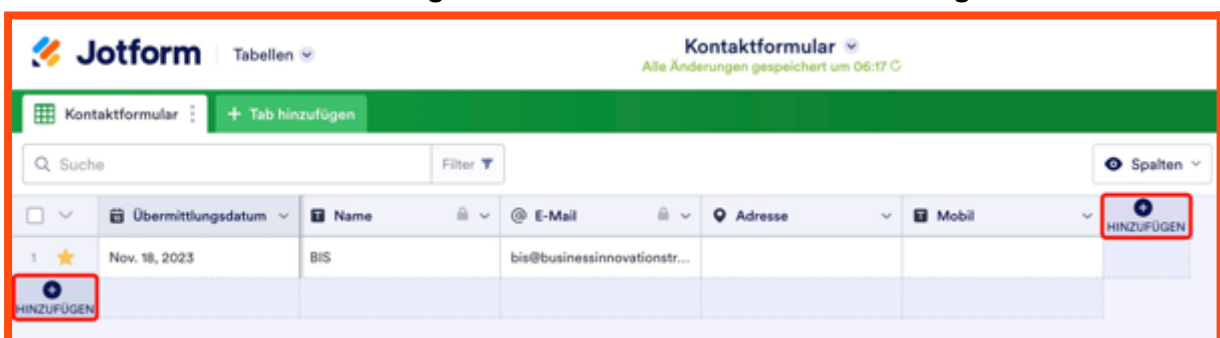 Jotform Tabellen
Kontaktformular
Alle Änderungen gespeichert um 06:17
Kontaktformular + Tab hinzufügen
Suche Filter Spalten
Übermittlungsdatum Name E-Mail Adresse Mobil HINZUFÜGEN
1 Nov. 18, 2023 BIS bis@businessinnovationstr...
HINZUFÜGEN